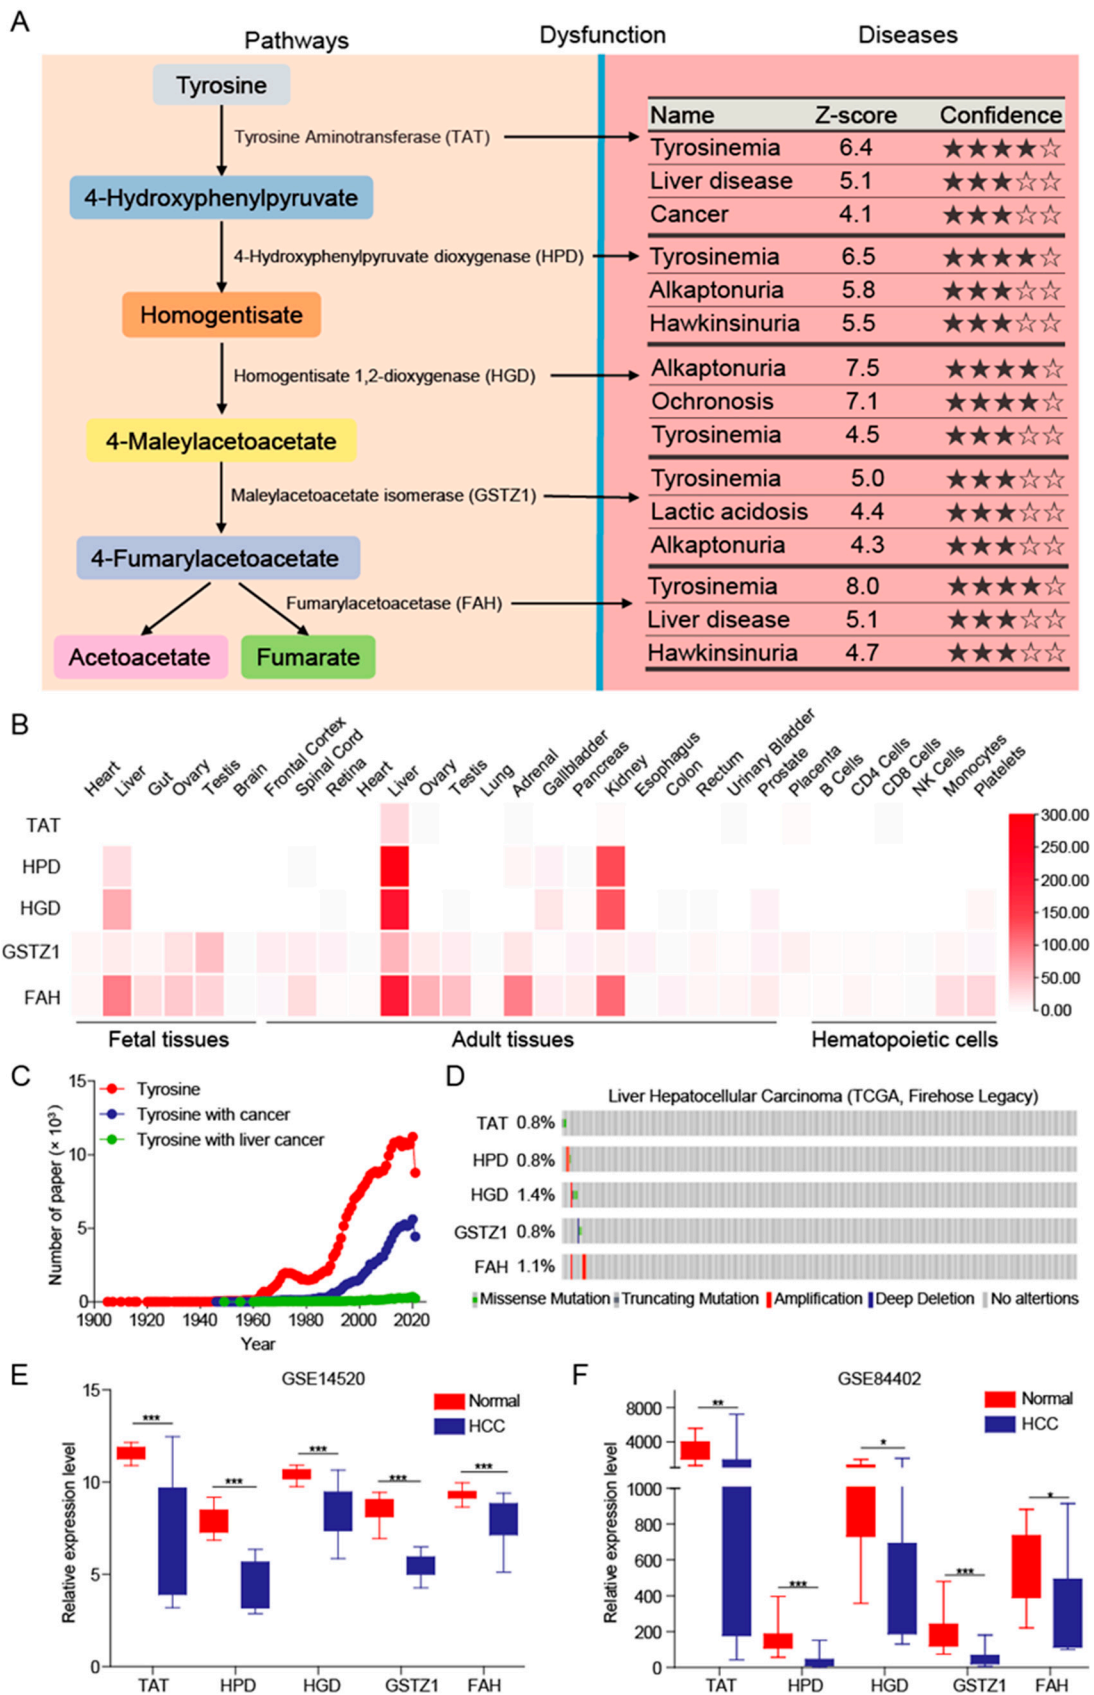 A
Pathways
Dysfunction
Diseases
Tyrosine
Tyrosine Aminotransferase (TAT)
4-Hydroxyphenylpyruvate
4-Hydroxyphenylpyruvate dioxygenase (HPD)
Homogentisate
Homogentisate 1,2-dioxygenase (HGD)
4-Maleylacetoacetate
Maleylacetoacetate isomerase (GSTZ1)
4-Fumarylacetoacetate
Fumarylacetoacetase (FAH)
Acetoacetate
Fumarate
Name Z-score Confidence
Tyrosinemia 6.4 ★★★★☆
Liver disease 5.1 ★★★☆☆
Cancer 4.1 ★★★☆☆
Tyrosinemia 6.5 ★★★★☆
Alkaptonuria 5.8 ★★★☆☆
Hawkinsinuria 5.5 ★★★☆☆
Alkaptonuria 7.5 ★★★★☆
Ochronosis 7.1 ★★★★☆
Tyrosinemia 4.5 ★★★☆☆
Tyrosinemia 5.0 ★★★☆☆
Lactic acidosis 4.4 ★★★☆☆
Alkaptonuria 4.3 ★★★☆☆
Tyrosinemia 8.0 ★★★★☆
Liver disease 5.1 ★★★☆☆
Hawkinsinuria 4.7 ★★★☆☆
B
Heart
Liver
Gut
Ovary
Testis
Brain
Frontal Cortex
Spinal Cord
Retina
Heart
Liver
Ovary
Testis
Lung
Adrenal
Gallbladder
Pancreas
Kidney
Esophagus
Colon
Rectum
Urinary Bladder
Prostate
Placenta
B Cells
CD4 Cells
CD8 Cells
NK Cells
Monocytes
Platelets
TAT
HPD
HGD
GSTZ1
FAH
300.00
250.00
200.00
150.00
100.00
50.00
0.00
Fetal tissues
Adult tissues
Hematopoietic cells
C
Number of paper (× 10³)
15
10
5
0
Tyrosine
Tyrosine with cancer
Tyrosine with liver cancer
1900 1920 1940 1960 1980 2000 2020
Year
D
Liver Hepatocellular Carcinoma (TCGA, Firehose Legacy)
TAT 0.8%
HPD 0.8%
HGD 1.4%
GSTZ1 0.8%
FAH 1.1%
Missense Mutation Truncating Mutation Amplification Deep Deletion No altertions
E
GSE14520
Relative expression level
15
10
5
0
Normal
HCC
***
***
***
***
***
TAT HPD HGD GSTZ1 FAH
F
GSE84402
Relative expression level
8000
4000
1000
800
600
400
200
0
Normal
HCC
**
***
*
***
*
TAT HPD HGD GSTZ1 FAH